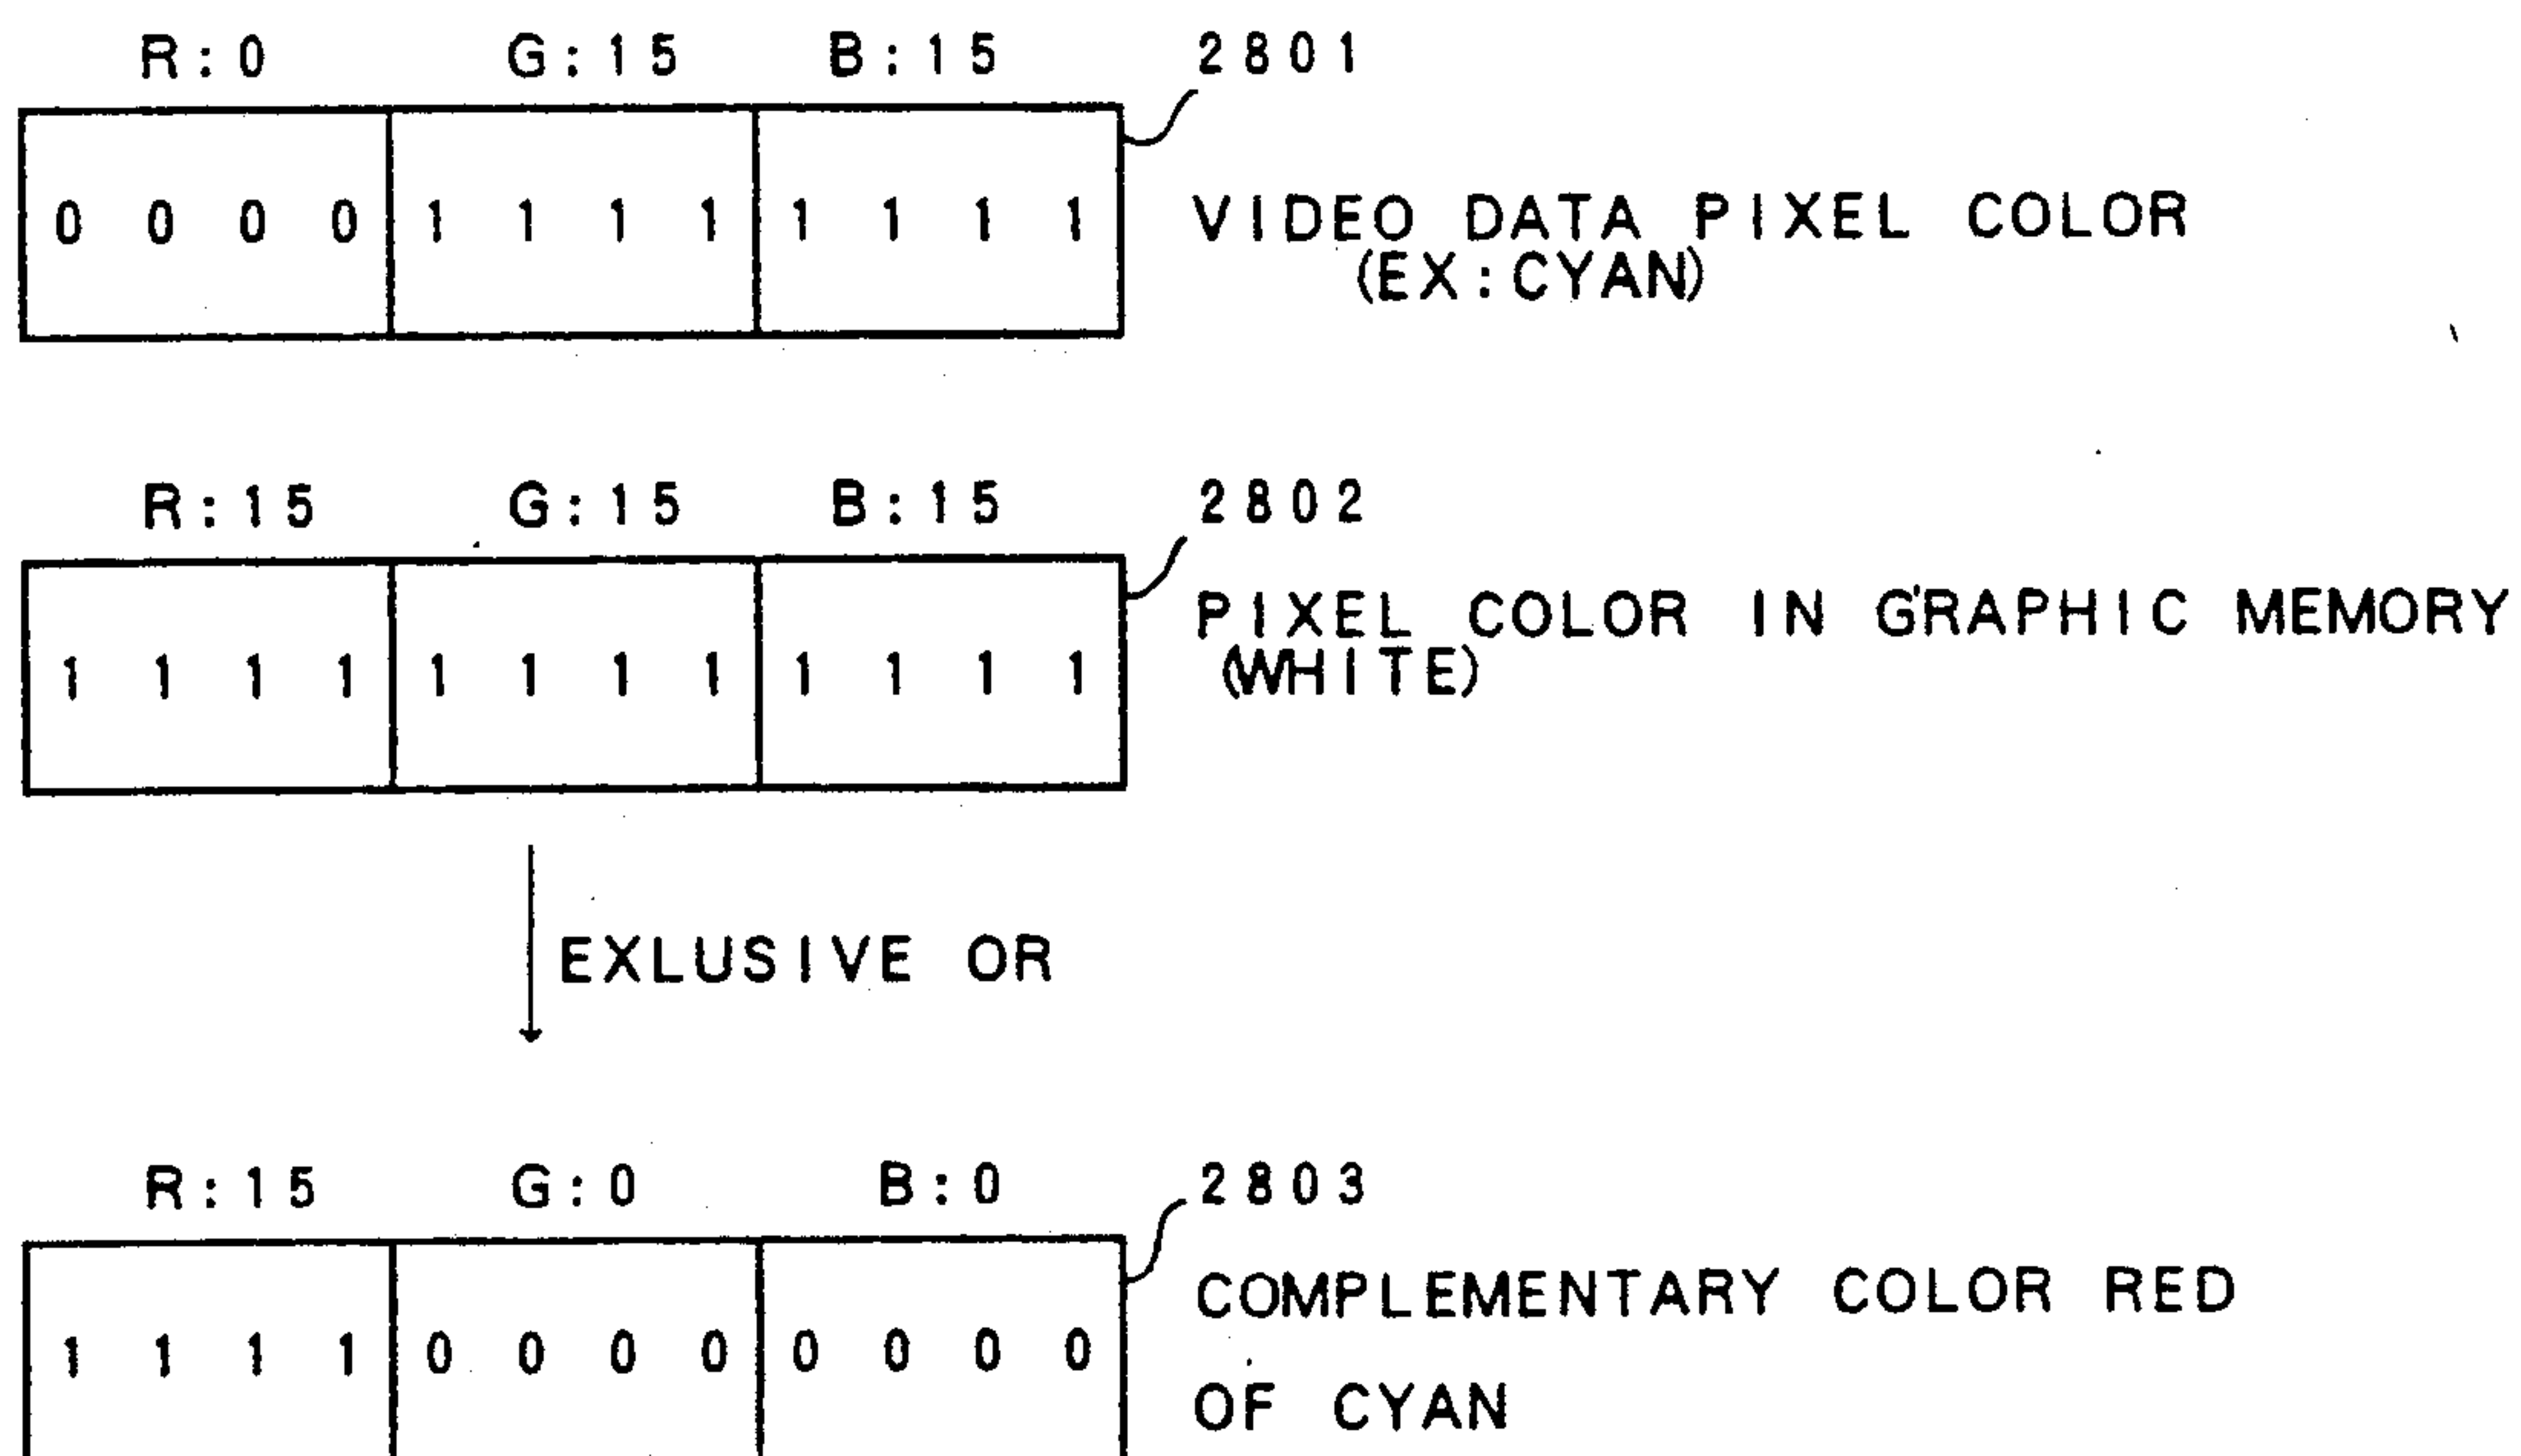 R:0 G:15 B:15 2801
0 0 0 0 1 1 1 1 1 1 1 1
VIDEO DATA PIXEL COLOR
(EX:CYAN)
R:15 G:15 B:15 2802
1 1 1 1 1 1 1 1 1 1 1 1
PIXEL COLOR IN GRAPHIC MEMORY
(WHITE)
EXLUSIVE OR
R:15 G:0 B:0 2803
1 1 1 1 0 0 0 0 0 0 0 0
COMPLEMENTARY COLOR RED
OF CYAN